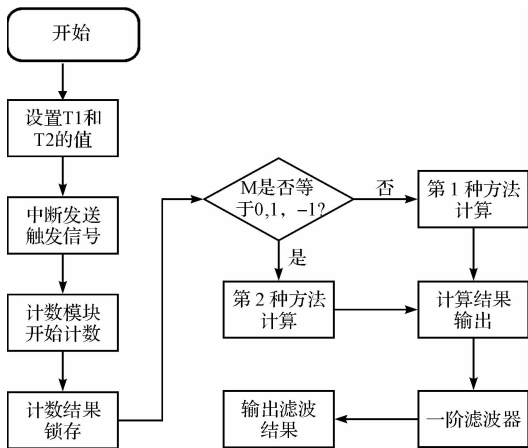 开始
设置T1和
T2的值
中断发送
触发信号
计数模块
开始计数
计数结果
锁存
M是否等
于0,1，-1?
否
是
第1种方法
计算
第2种方法
计算
计算结果
输出
一阶滤波器
输出滤波
结果